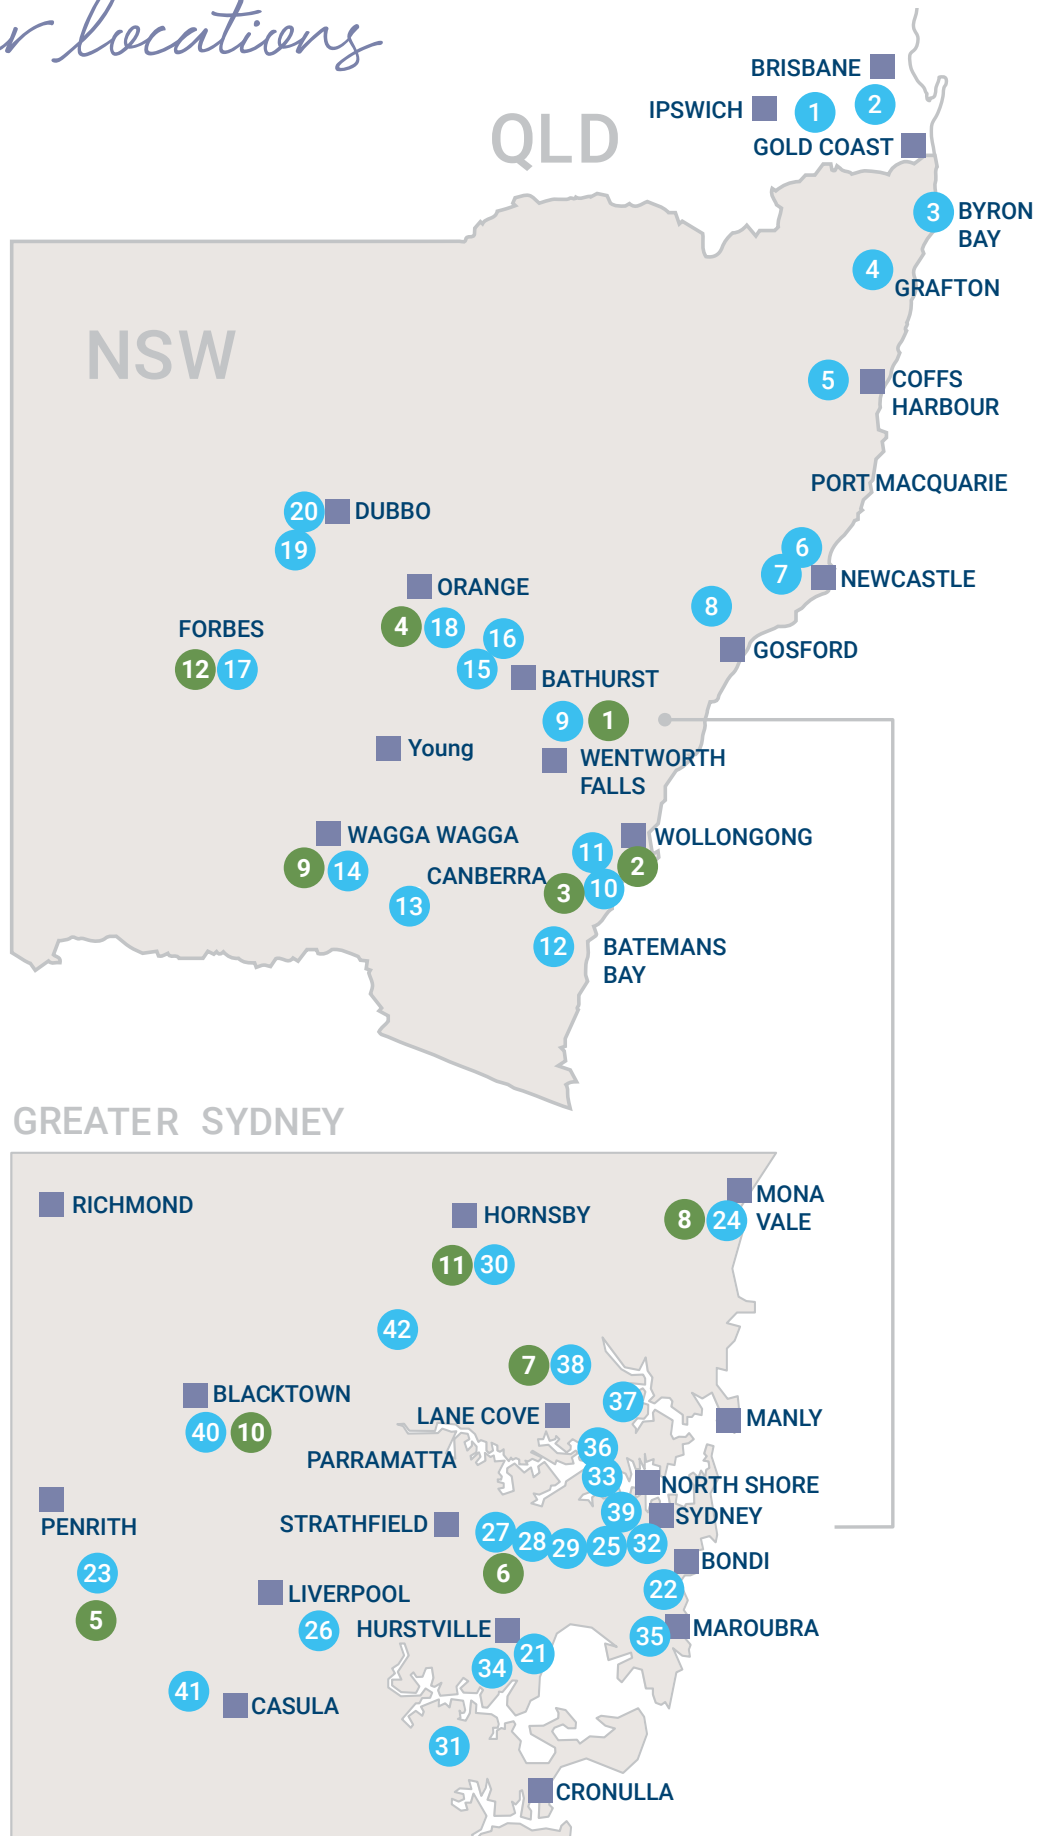 r locations
BRISBANE
IPSWICH
1
2
QLD
GOLD COAST
3
BYRON
BAY
4
GRAFTON
NSW
5
COFFS
HARBOUR
PORT MACQUARIE
20
DUBBO
19
6
7
NEWCASTLE
ORANGE
8
4
18
16
FORBES
12
17
15
GOSFORD
BATHURST
9
1
Young
WENTWORTH
FALLS
WAGGA WAGGA
WOLLONGONG
9
14
11
2
CANBERRA
3
10
13
12
BATEMANS
BAY
GREATER SYDNEY
RICHMOND
HORNSBY
MONA
VALE
8
24
11
30
42
7
38
BLACKTOWN
37
LANE COVE
MANLY
40
10
36
PARRAMATTA
33
NORTH SHORE
PENRITH
39
SYDNEY
STRATHFIELD
27
28
29
25
32
BONDI
23
6
22
LIVERPOOL
5
26
HURSTVILLE
35
MAROUBRA
21
34
41
CASULA
31
CRONULLA